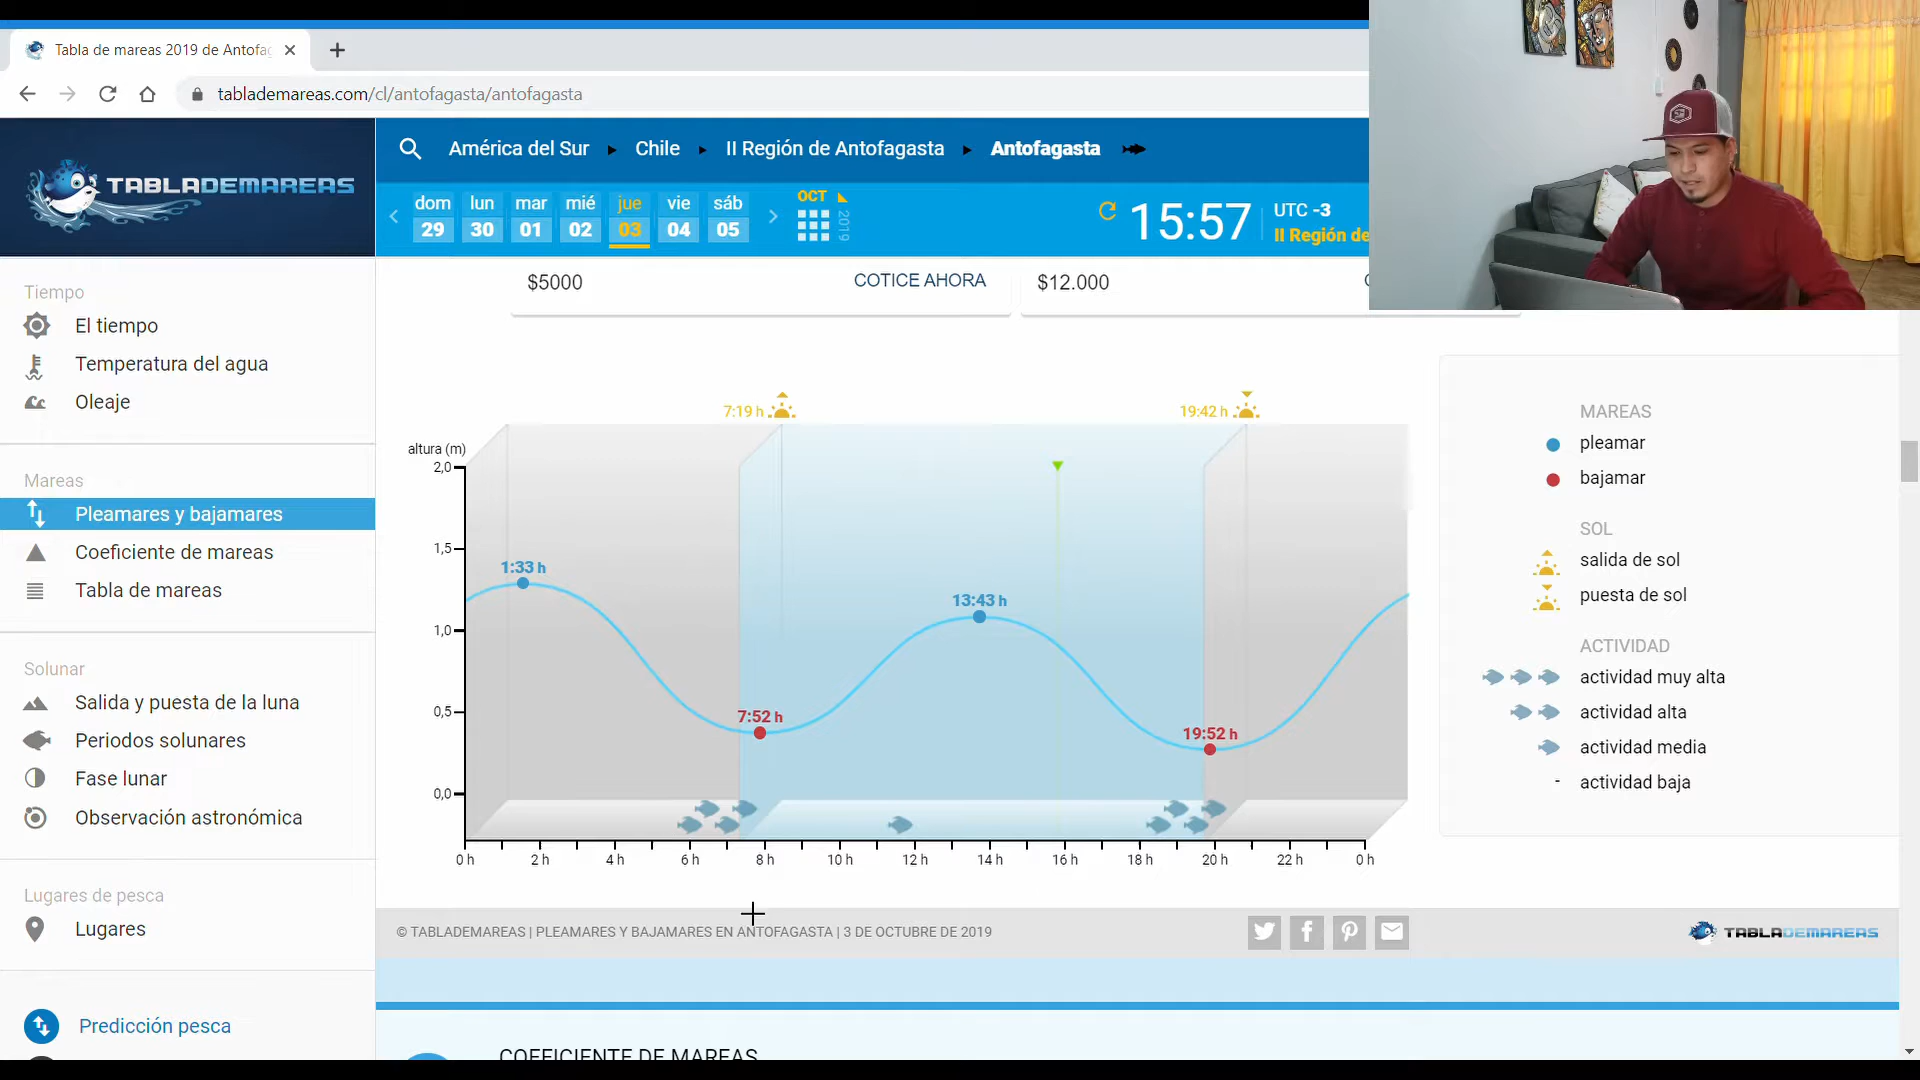 Tabla de mareas 2019 de Antofag
tablademareas.com/cl/antofagasta/antofagasta
TABLADEMAREAS
América del Sur ▸ Chile ▸ II Región de Antofagasta ▸ Antofagasta
dom lun mar mié jue vie sáb
29 30 01 02 03 04 05
OCT
2019
15:57
UTC -3
II Región de
Tiempo
El tiempo
Temperatura del agua
Oleaje
Mareas
Pleamares y bajamares
Coeficiente de mareas
Tabla de mareas
Solunar
Salida y puesta de la luna
Periodos solunares
Fase lunar
Observación astronómica
Lugares de pesca
Lugares
Predicción pesca
$5000 COTICE AHORA $12.000
7:19 h 19:42 h
altura (m)
2,0
1,5
1,0
0,5
0,0
1:33 h
13:43 h
7:52 h
19:52 h
0 h 2 h 4 h 6 h 8 h 10 h 12 h 14 h 16 h 18 h 20 h 22 h 0 h
MAREAS
pleamar
bajamar
SOL
salida de sol
puesta de sol
ACTIVIDAD
actividad muy alta
actividad alta
actividad media
- actividad baja
© TABLADEMAREAS | PLEAMARES Y BAJAMARES EN ANTOFAGASTA | 3 DE OCTUBRE DE 2019
TABLADEMAREAS
COEFICIENTE DE MAREAS